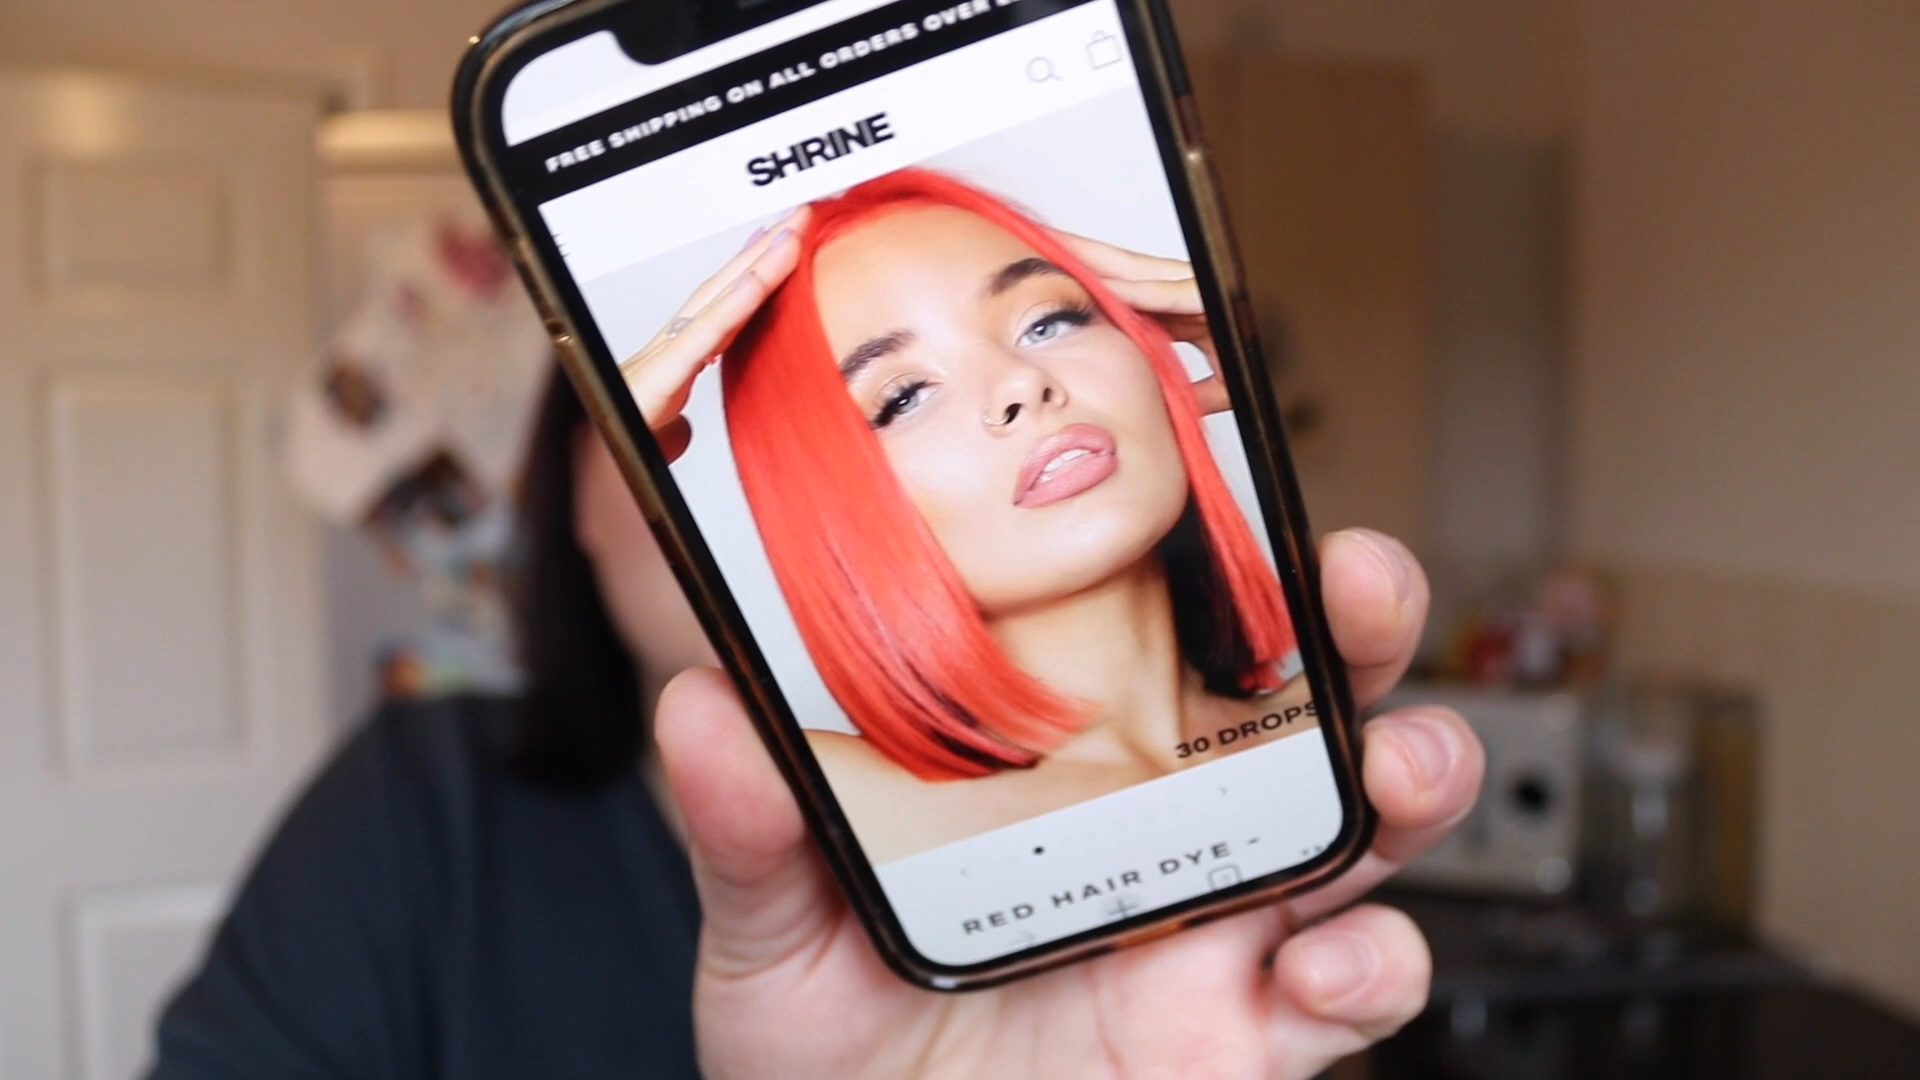 FREE SHIPPING ON ALL ORDERS OVER
SHRINE
30 DROPS
RED HAIR DYE -